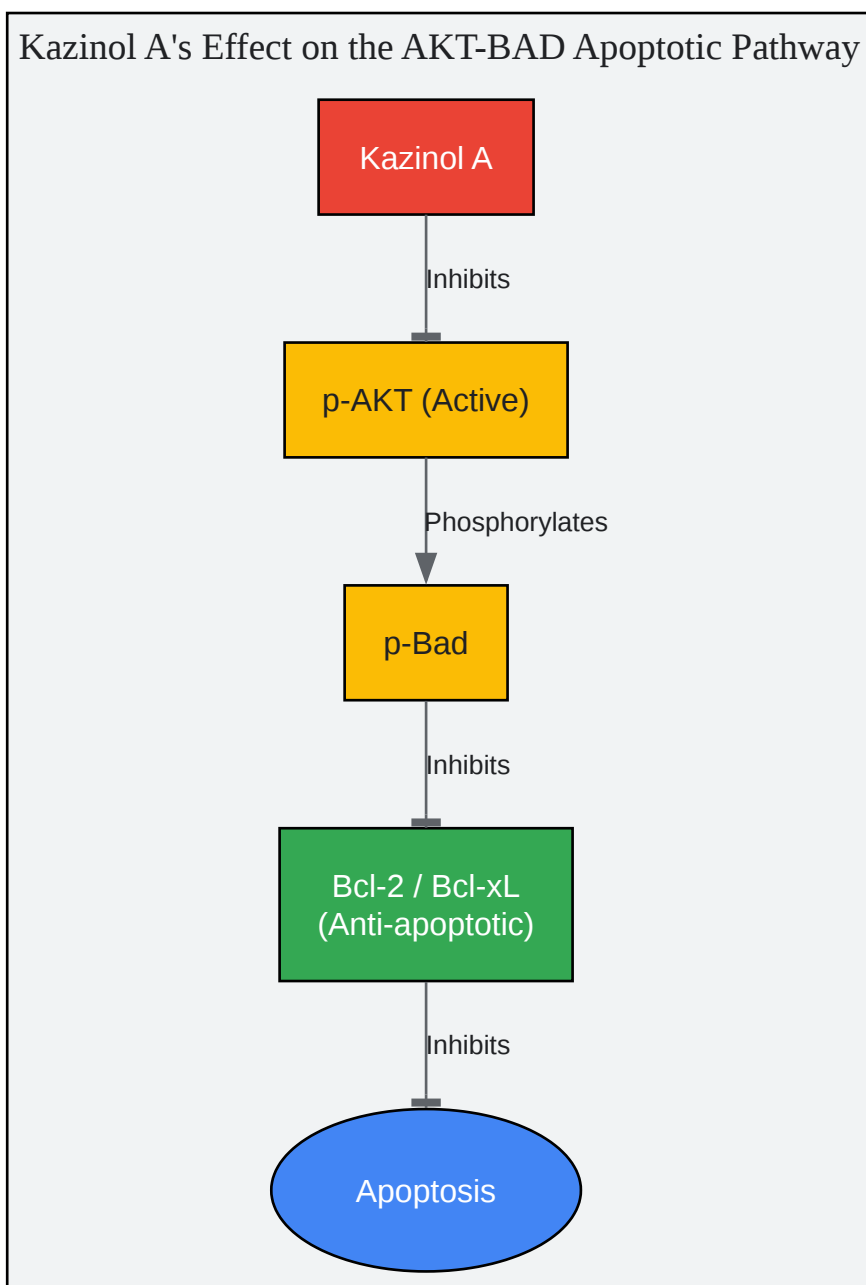 Kazinol A's Effect on the AKT-BAD Apoptotic Pathway
Kazinol A
Inhibits
p-AKT (Active)
Phosphorylates
p-Bad
Inhibits
Bcl-2 / Bcl-xL
(Anti-apoptotic)
Inhibits
Apoptosis